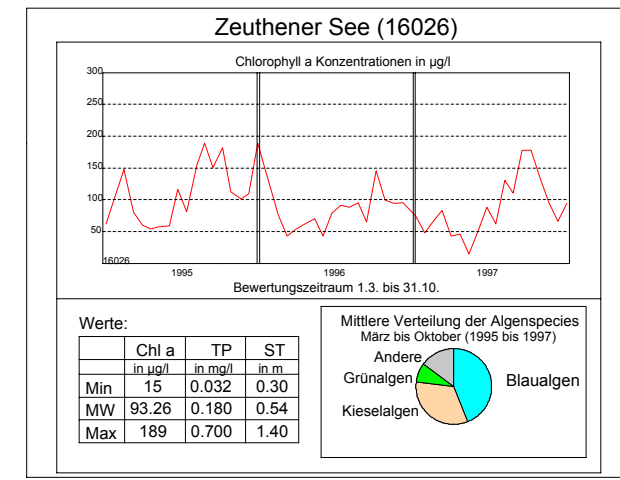 Zeuthener See (16026)
Chlorophyll a Konzentrationen in µg/l
300
250
200
150
100
50
16026
1995 1996 1997
Bewertungszeitraum 1.3. bis 31.10.
Werte:
Chl a TP ST
in µg/l in mg/l in m
Min 15 0.032 0.30
MW 93.26 0.180 0.54
Max 189 0.700 1.40
Mittlere Verteilung der Algenspecies
März bis Oktober (1995 bis 1997)
Andere
Grünalgen
Blaualgen
Kieselalgen